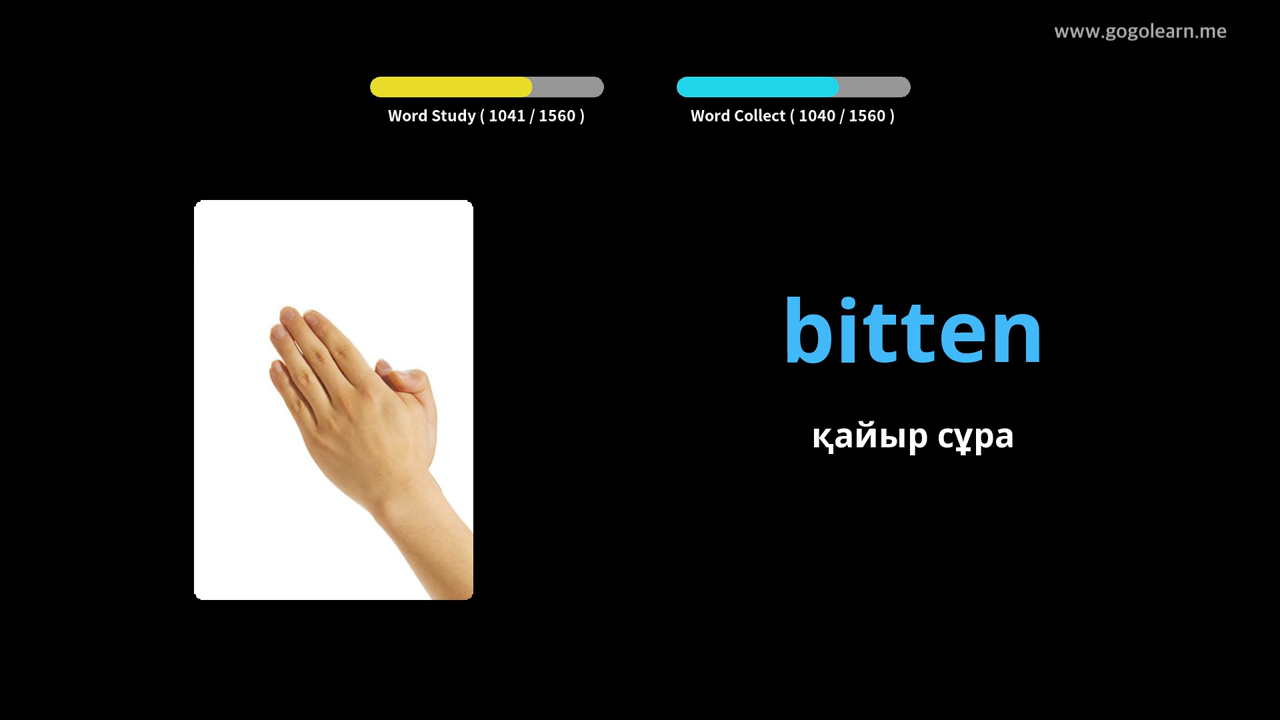 www.gogolearn.me
Word Study ( 1041 / 1560 )
Word Collect ( 1040 / 1560 )
bitten
қайыр сұра